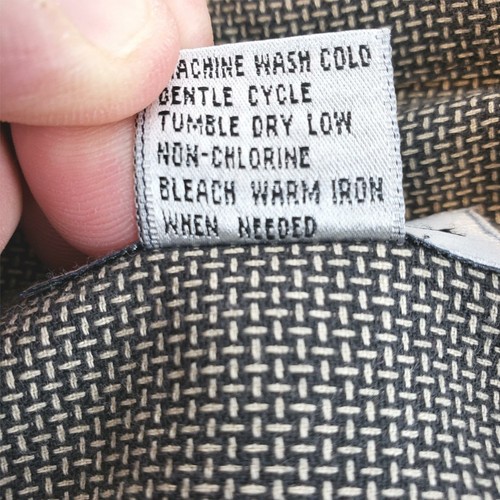 MACHINE WASH COLD
GENTLE CYCLE
TUMBLE DRY LOW
NON-CHLORINE
BLEACH WARM IRON
WHEN NEEDED